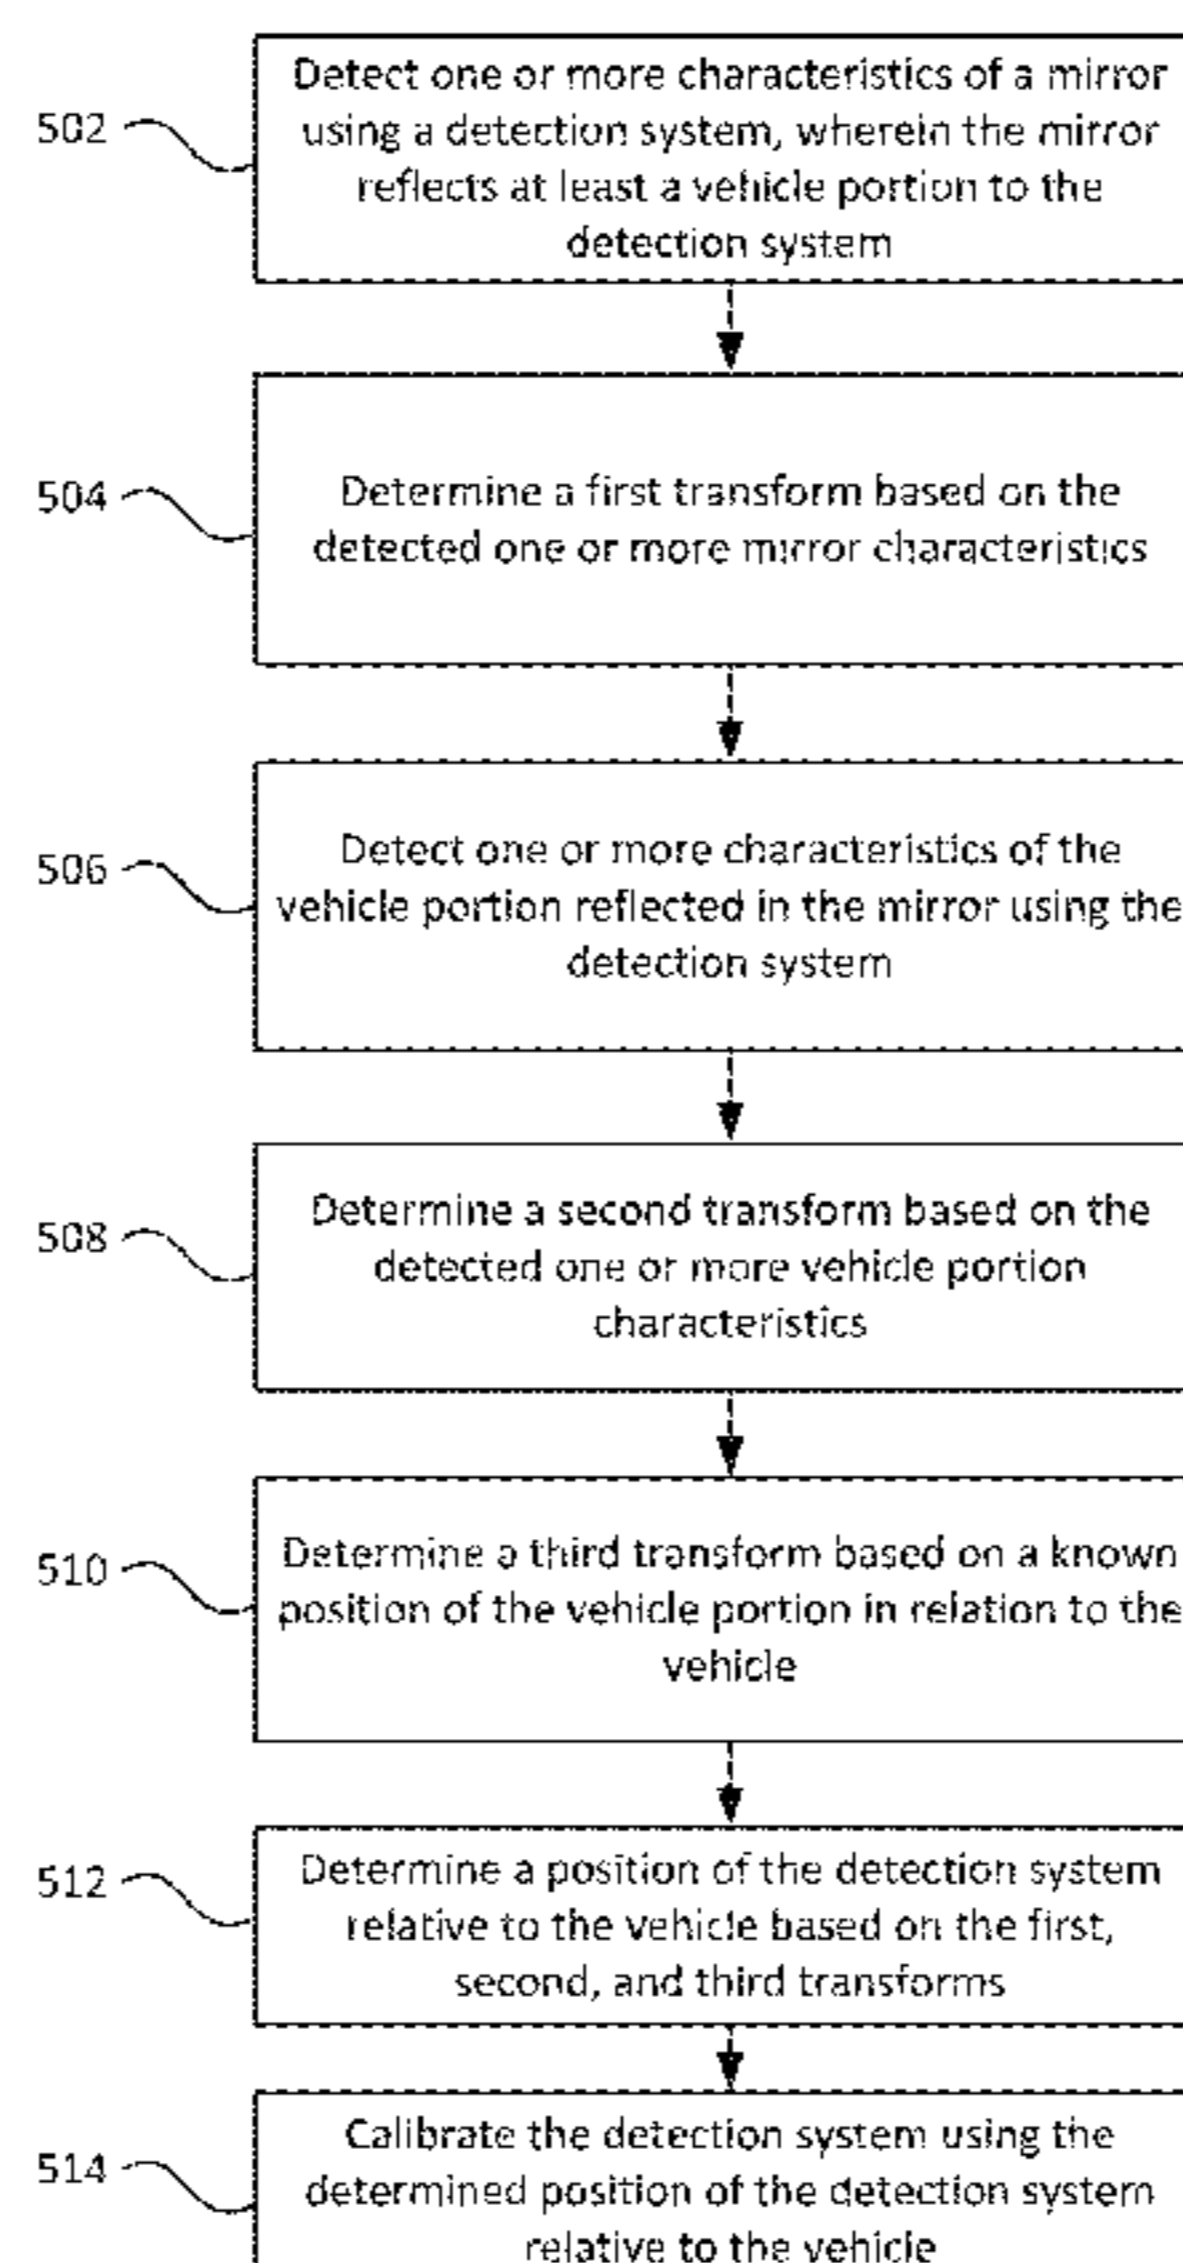 502
Detect one or more characteristics of a mirror
using a detection system, wherein the mirror
reflects at least a vehicle portion to the
detection system
504
Determine a first transform based on the
detected one or more mirror characteristics
506
Detect one or more characteristics of the
vehicle portion reflected in the mirror using the
detection system
508
Determine a second transform based on the
detected one or more vehicle portion
characteristics
510
Determine a third transform based on a known
position of the vehicle portion in relation to the
vehicle
512
Determine a position of the detection system
relative to the vehicle based on the first,
second, and third transforms
514
Calibrate the detection system using the
determined position of the detection system
relative to the vehicle